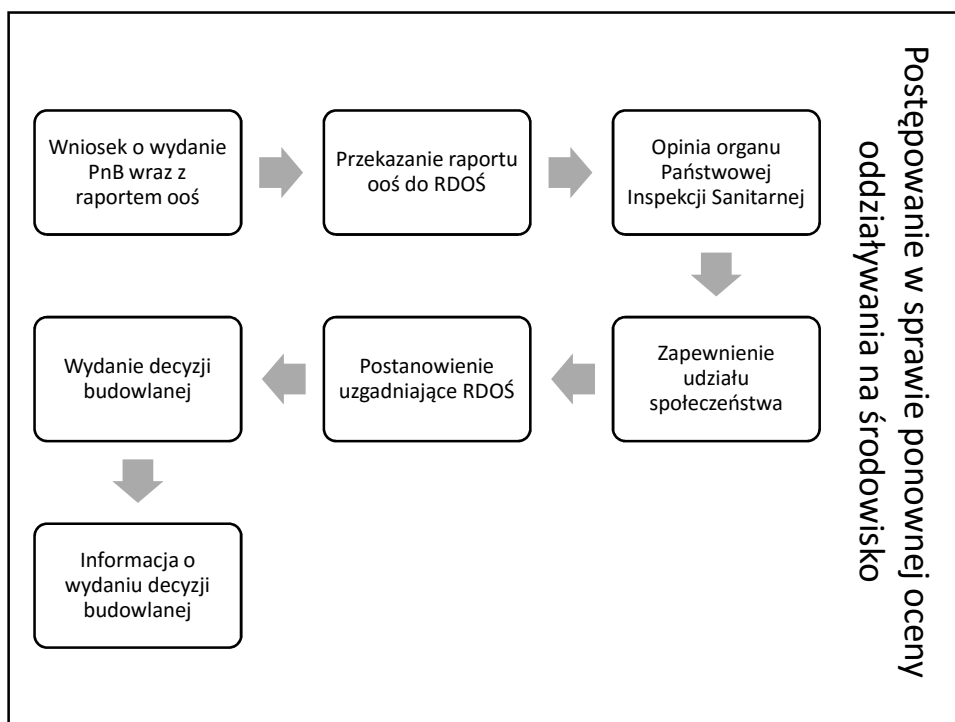 Postępowanie w sprawie ponownej oceny
oddziaływania na środowisko
Wniosek o wydanie
PnB wraz z
raportem ooś
Przekazanie raportu
ooś do RDOŚ
Opinia organu
Państwowej
Inspekcji Sanitarnej
Zapewnienie
udziału
społeczeństwa
Postanowienie
uzgadniające RDOŚ
Wydanie decyzji
budowlanej
Informacja o
wydaniu decyzji
budowlanej